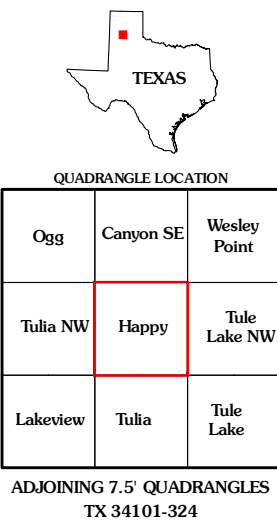 TEXAS
QUADRANGLE LOCATION
Ogg
Canyon SE
Wesley
Point
Tulia NW
Happy
Tule
Lake NW
Lakeview
Tulia
Tule
Lake
ADJOINING 7.5' QUADRANGLES
TX 34101-324